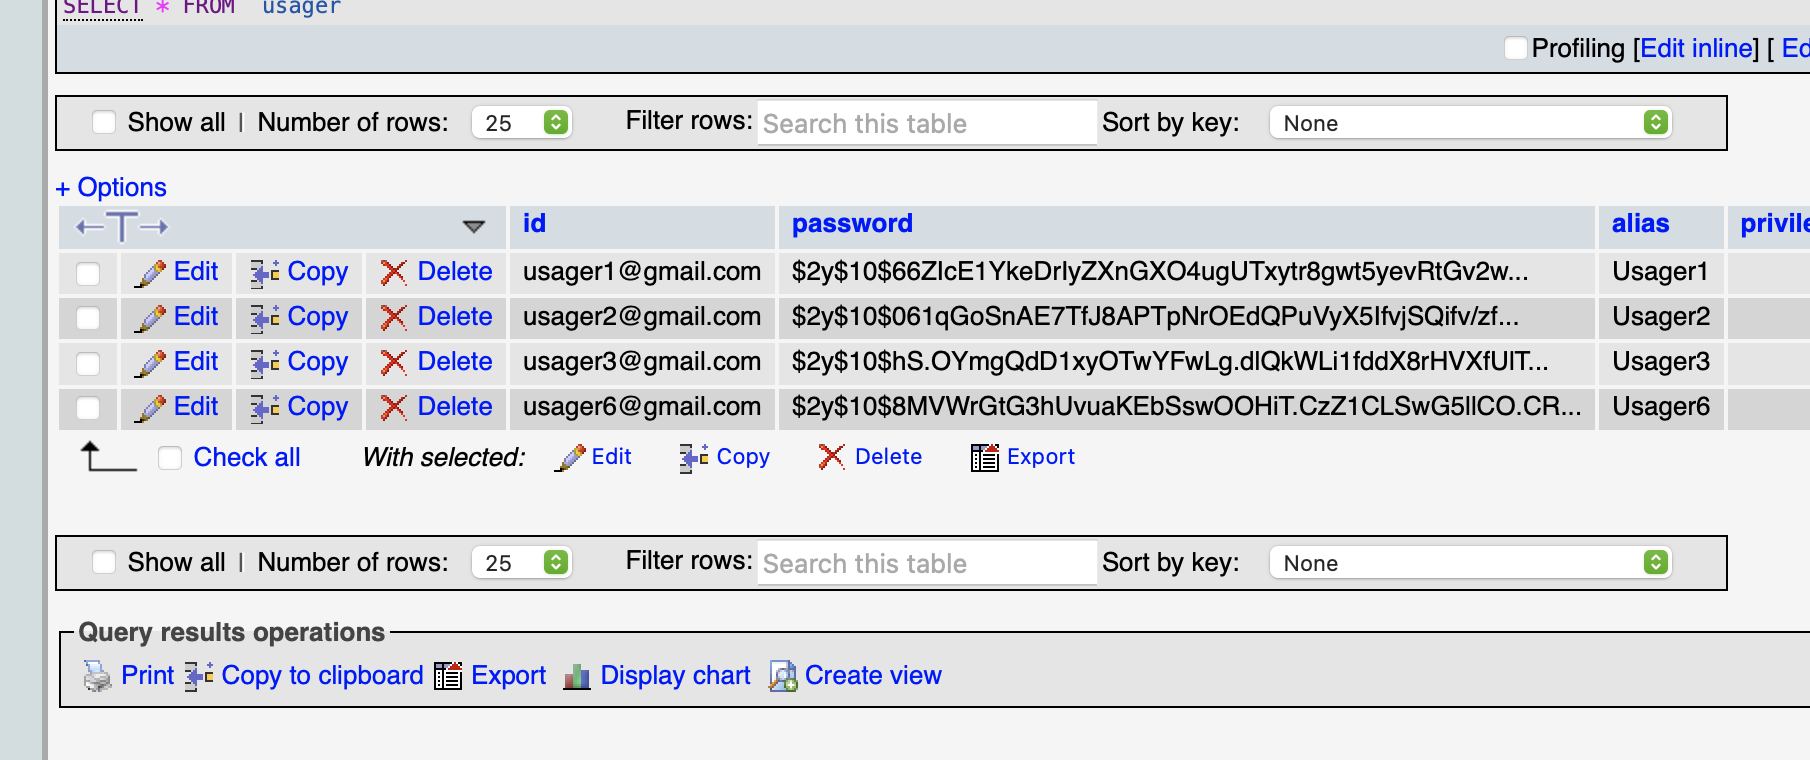 SELECT * FROM `usager`
Profiling [Edit inline] [ Ed
Show all | Number of rows: 25 Filter rows: Search this table Sort by key: None
+ Options
←T→ id password alias privile
Edit Copy Delete usager1@gmail.com $2y$10$66ZIcE1YkeDrIyZXnGXO4ugUTxytr8gwt5yevRtGv2w... Usager1
Edit Copy Delete usager2@gmail.com $2y$10$061qGoSnAE7TfJ8APTpNrOEdQPuVyX5IfvjSQifv/zf... Usager2
Edit Copy Delete usager3@gmail.com $2y$10$hS.OYmgQdD1xyOTwYFwLg.dlQkWLi1fddX8rHVXfUIT... Usager3
Edit Copy Delete usager6@gmail.com $2y$10$8MVWrGtG3hUvuaKEbSswOOHiT.CzZ1CLSwG5llCO.CR... Usager6
Check all With selected: Edit Copy Delete Export
Show all | Number of rows: 25 Filter rows: Search this table Sort by key: None
Query results operations
Print Copy to clipboard Export Display chart Create view